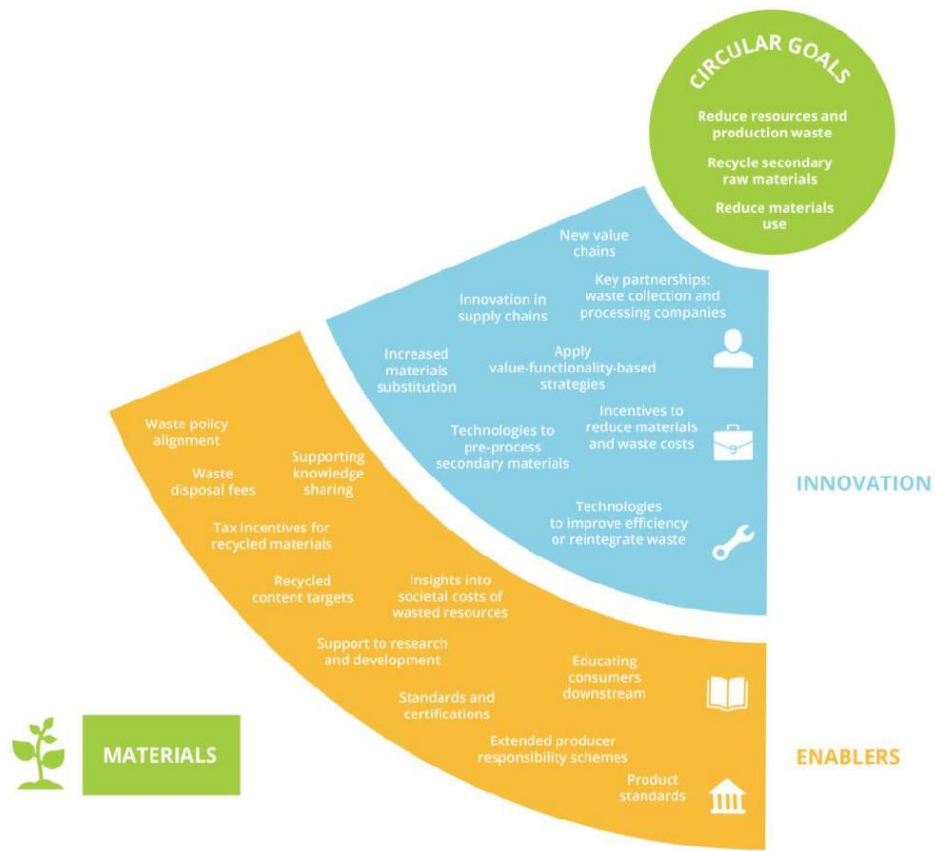 CIRCULAR GOALS
Reduce resources and
production waste
Recycle secondary
raw materials
Reduce materials
use
New value
chains
Key partnerships:
waste collection and
processing companies
Innovation in
supply chains
Increased
materials
substitution
Apply
value-functionality-based
strategies
Incentives to
reduce materials
and waste costs
Technologies to
pre-process
secondary materials
Technologies
to improve efficiency
or reintegrate waste
INNOVATION
Waste policy
alignment
Supporting
knowledge
sharing
Waste
disposal fees
Tax incentives for
recycled materials
Recycled
content targets
Insights into
societal costs of
wasted resources
Support to research
and development
Educating
consumers
downstream
Standards and
certifications
Extended producer
responsibility schemes
Product
standards
ENABLERS
MATERIALS